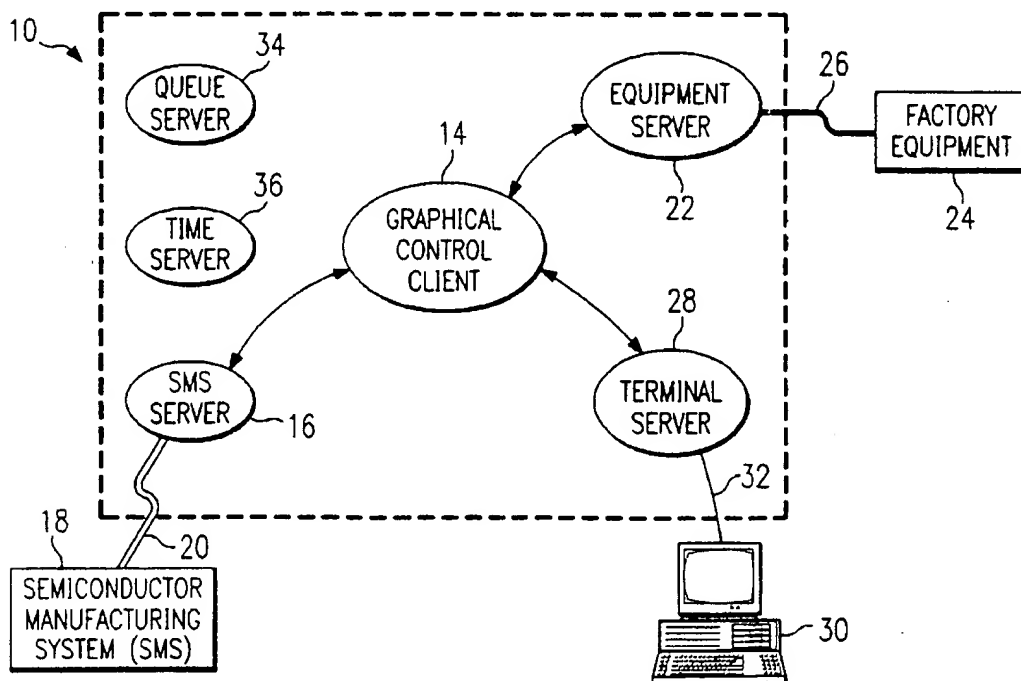 10
34
QUEUE
SERVER
EQUIPMENT
SERVER
22
26
FACTORY
EQUIPMENT
24
14
GRAPHICAL
CONTROL
CLIENT
36
TIME
SERVER
28
TERMINAL
SERVER
SMS
SERVER
16
32
18
20
SEMICONDUCTOR
MANUFACTURING
SYSTEM (SMS)
30